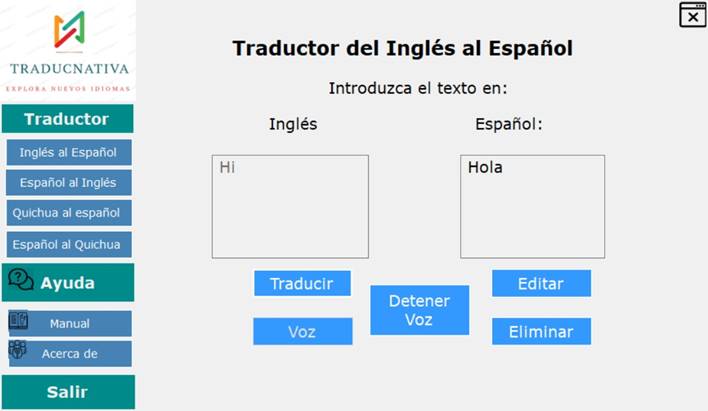 TRADUCNATIVA
EXPLORA NUEVOS IDIOMAS
Traductor
Inglés al Español
Español al Inglés
Quichua al español
Español al Quichua
Ayuda
Manual
Acerca de
Salir
Traductor del Inglés al Español
Introduzca el texto en:
Inglés
Español:
Hi
Hola
Traducir
Editar
Detener
Voz
Voz
Eliminar